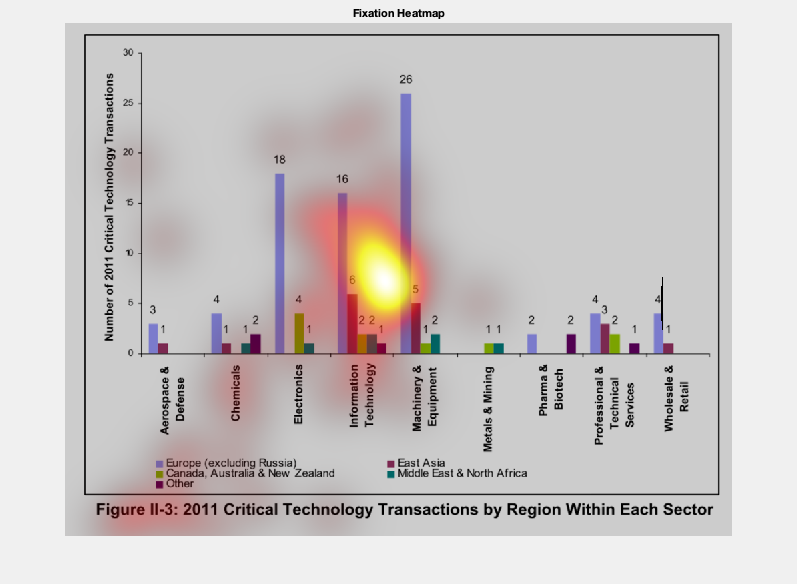 Fixation Heatmap
Number of 2011 Critical Technology Transactions
30
25
20
15
10
5
0
3
1
4
1
1
2
18
4
1
16
6
2
2
1
26
5
1
2
1
1
2
2
4
3
2
1
4
1
Aerospace &
Defense
Chemicals
Electronics
Information
Technology
Machinery &
Equipment
Metals & Mining
Pharma &
Biotech
Professional &
Technical
Services
Wholesale &
Retail
Europe (excluding Russia)
East Asia
Canada, Australia & New Zealand
Middle East & North Africa
Other
Figure II-3: 2011 Critical Technology Transactions by Region Within Each Sector